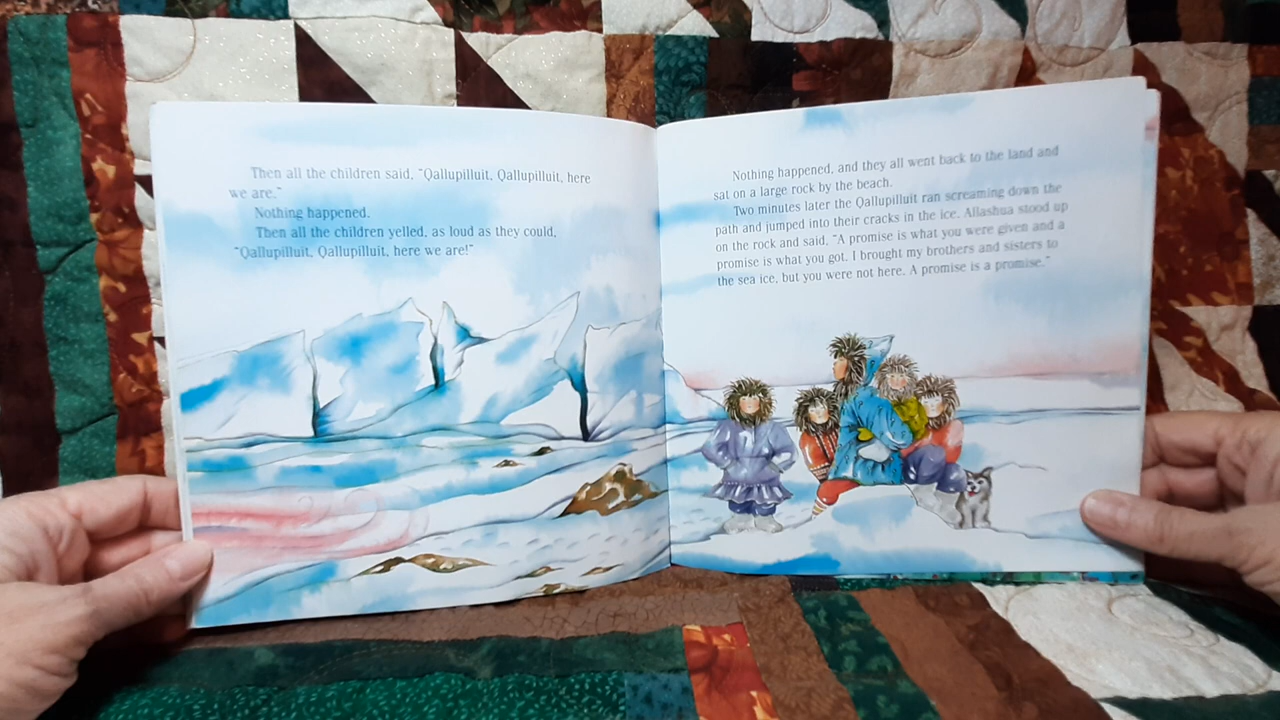 Then all the children said, "Qallupilluit, Qallupilluit, here
we are."
Nothing happened.
Then all the children yelled, as loud as they could,
"Qallupilluit, Qallupilluit, here we are!"
Nothing happened, and they all went back to the land and
sat on a large rock by the beach.
Two minutes later the Qallupilluit ran screaming down the
path and jumped into their cracks in the ice. Allashua stood up
on the rock and said, "A promise is what you were given and a
promise is what you got. I brought my brothers and sisters to
the sea ice, but you were not here. A promise is a promise."